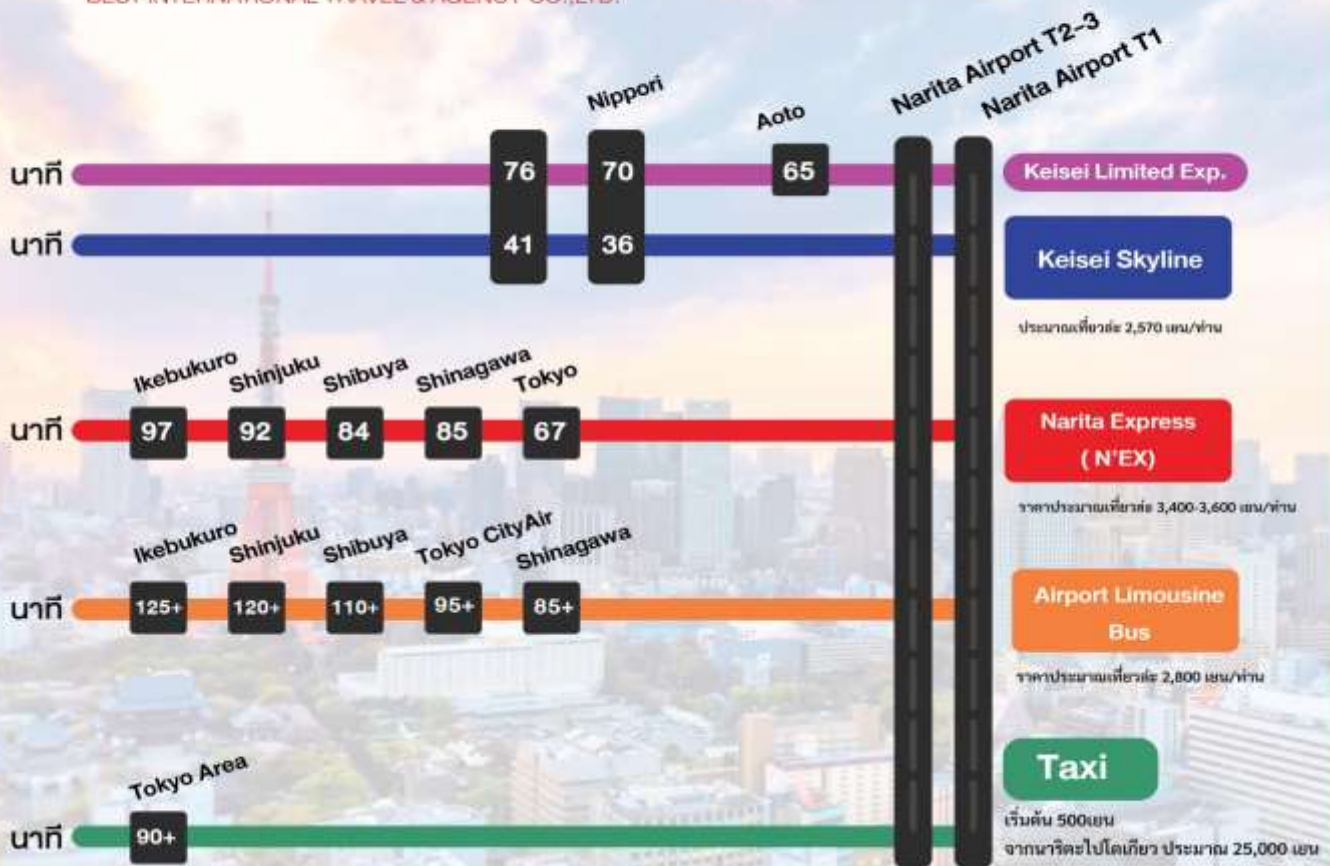 Nippori
Aoto
Narita Airport T2-3
Narita Airport T1
นาที
76
70
65
Keisei Limited Exp.
นาที
41
36
Keisei Skyline
ประมาณเที่ยวละ 2,570 เยน/ท่าน
Ikebukuro
Shinjuku
Shibuya
Shinagawa
Tokyo
นาที
97
92
84
85
67
Narita Express
( N'EX)
ราคาประมาณเที่ยวละ 3,400-3,600 เยน/ท่าน
Ikebukuro
Shinjuku
Shibuya
Tokyo CityAir
Shinagawa
นาที
125+
120+
110+
95+
85+
Airport Limousine
Bus
ราคาประมาณเที่ยวละ 2,800 เยน/ท่าน
Tokyo Area
นาที
90+
Taxi
เริ่มต้น 500เยน
จากนาริตะไปโตเกียว ประมาณ 25,000 เยน